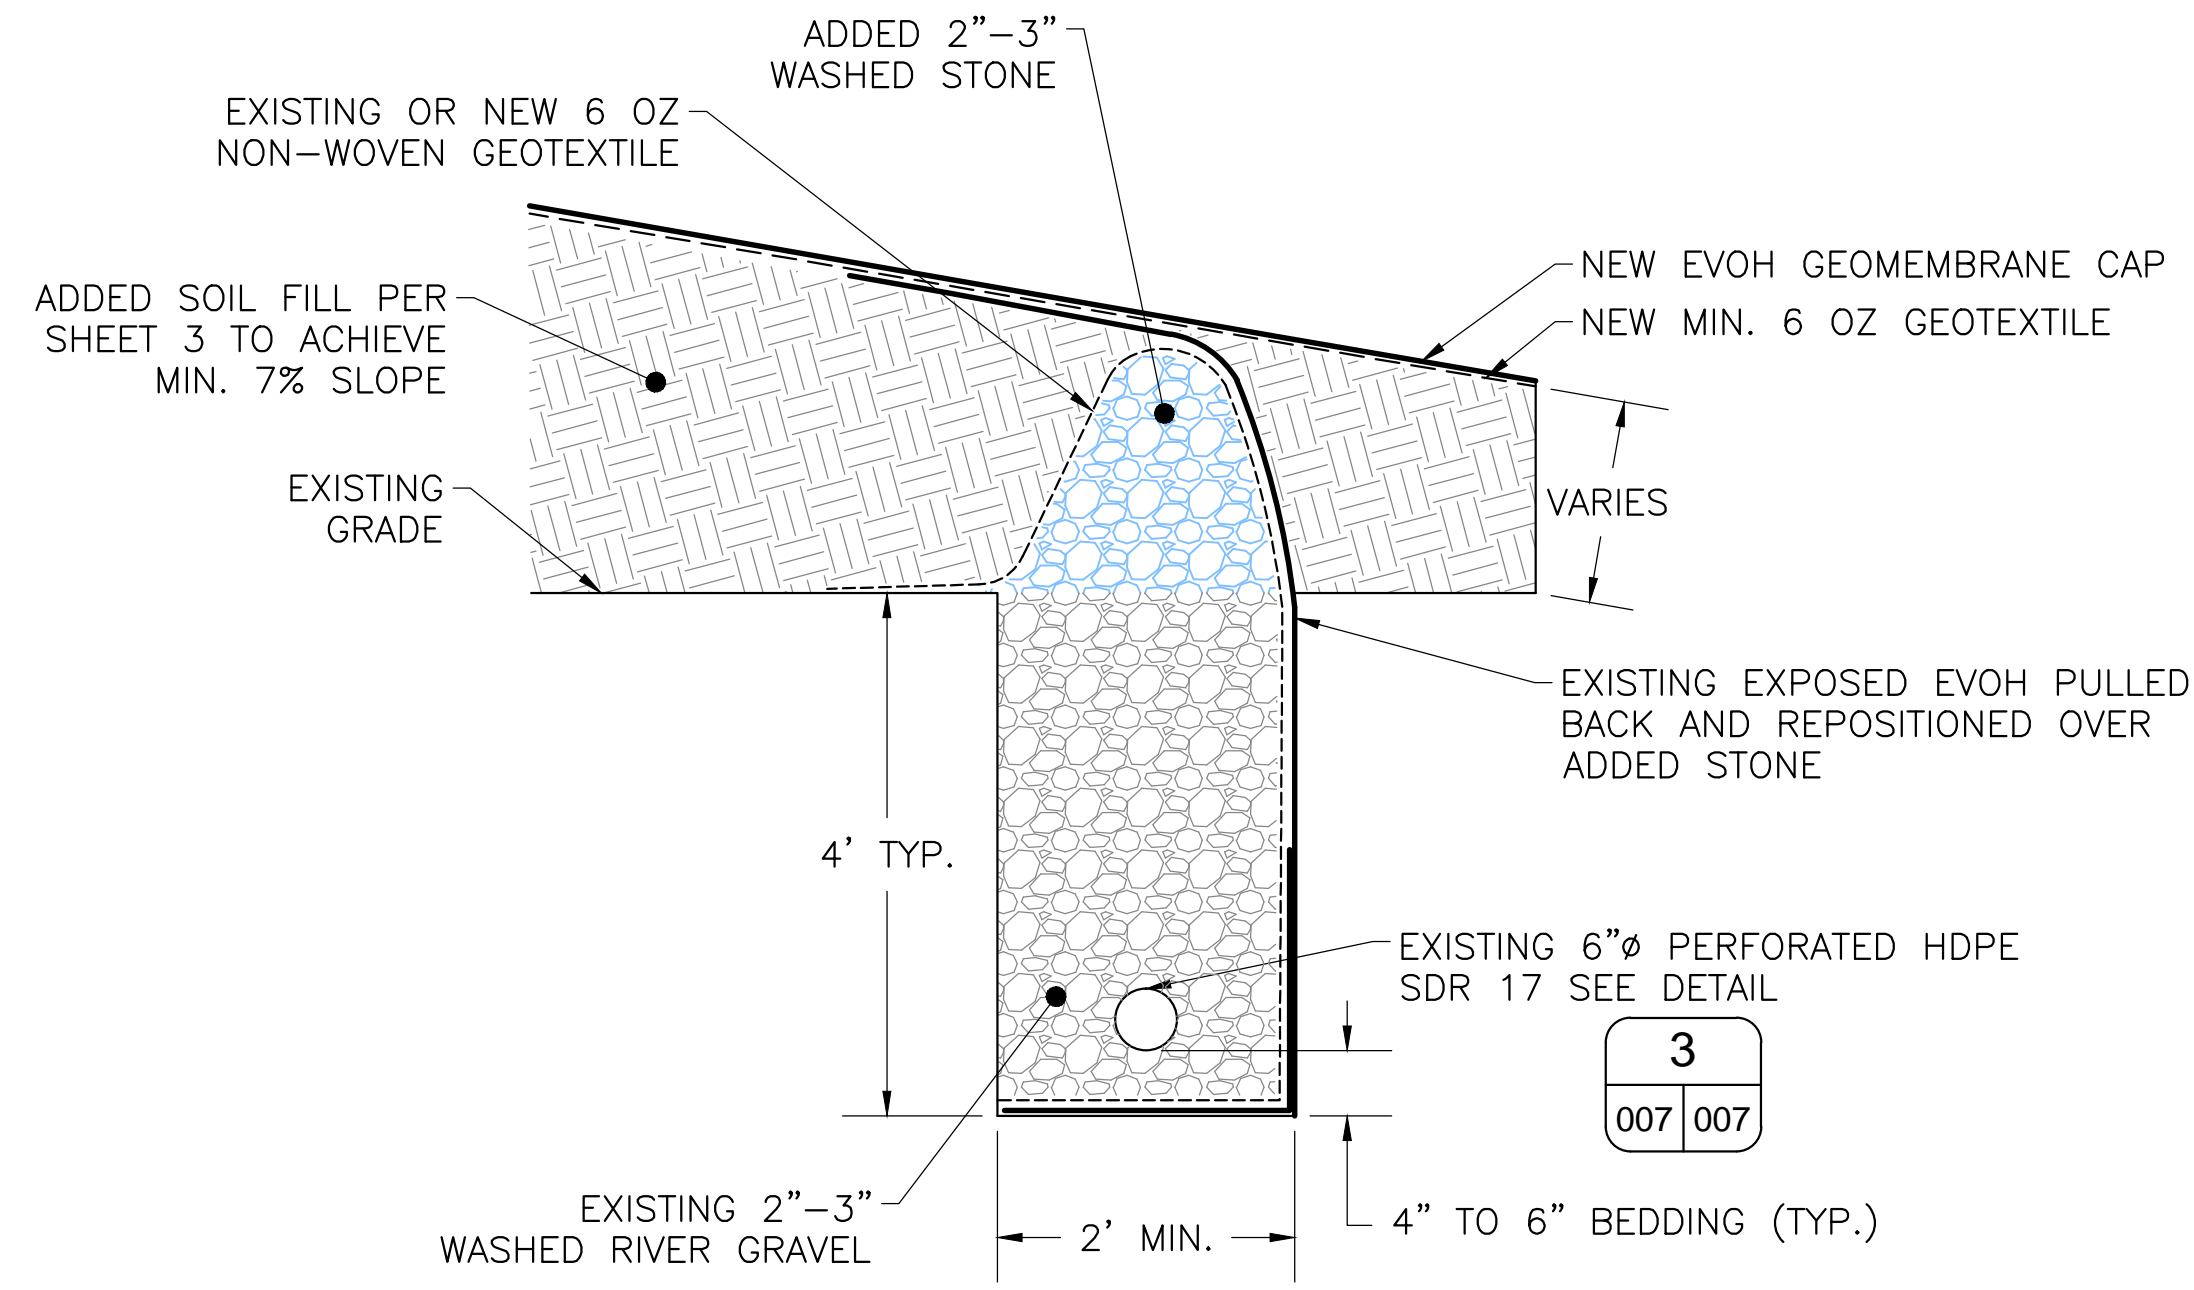 ADDED 2”–3”
WASHED STONE
EXISTING OR NEW 6 OZ
NON–WOVEN GEOTEXTILE
NEW EVOH GEOMEMBRANE CAP
NEW MIN. 6 OZ GEOTEXTILE
ADDED SOIL FILL PER
SHEET 3 TO ACHIEVE
MIN. 7% SLOPE
EXISTING
GRADE
VARIES
EXISTING EXPOSED EVOH PULLED
BACK AND REPOSITIONED OVER
ADDED STONE
4’ TYP.
EXISTING 6”ø PERFORATED HDPE
SDR 17 SEE DETAIL
3
007 007
EXISTING 2”–3”
WASHED RIVER GRAVEL
2’ MIN.
4” TO 6” BEDDING (TYP.)